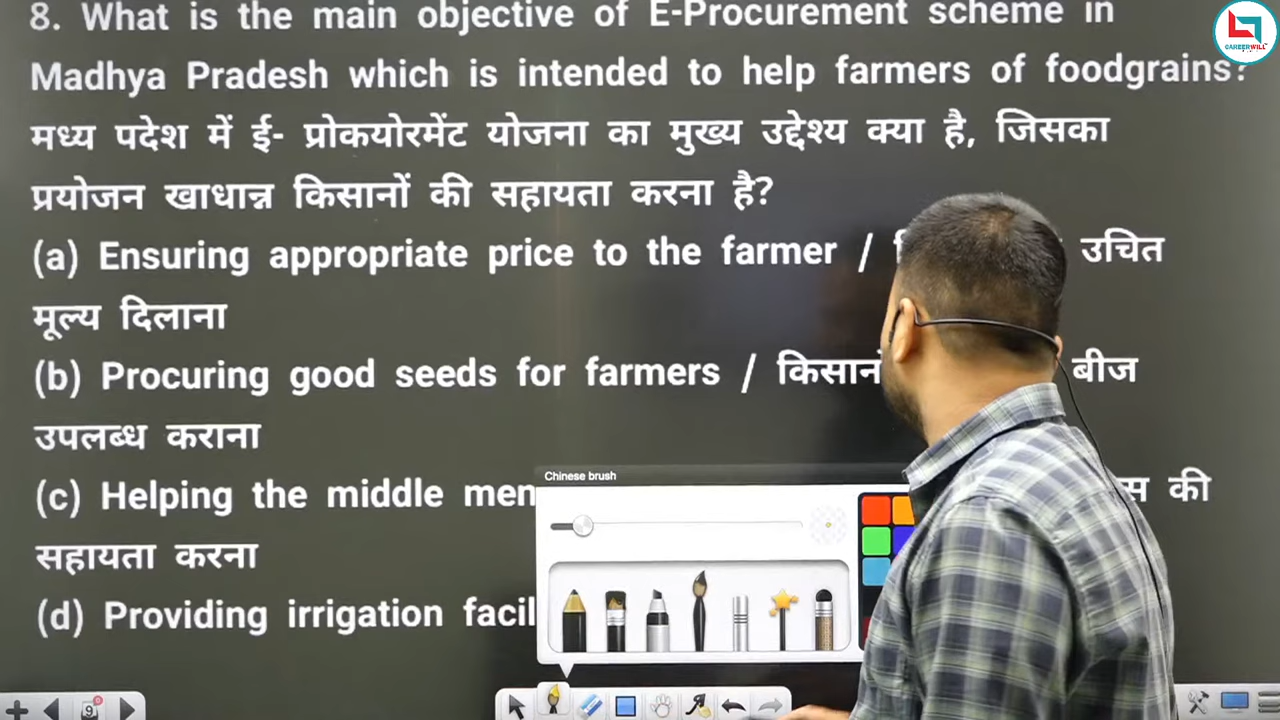 8. What is the main objective of E-Procurement scheme in
Madhya Pradesh which is intended to help farmers of foodgrains?
मध्य पदेश में ई- प्रोकयोरमेंट योजना का मुख्य उद्देश्य क्या है, जिसका
प्रयोजन खाधान्न किसानों की सहायता करना है?
(a) Ensuring appropriate price to the farmer / उचित
मूल्य दिलाना
(b) Procuring good seeds for farmers / बीज
उपलब्ध कराना
(c) Helping the middle men की
सहायता करना
(d) Providing irrigation
Chinese brush
CAREERWILL
9